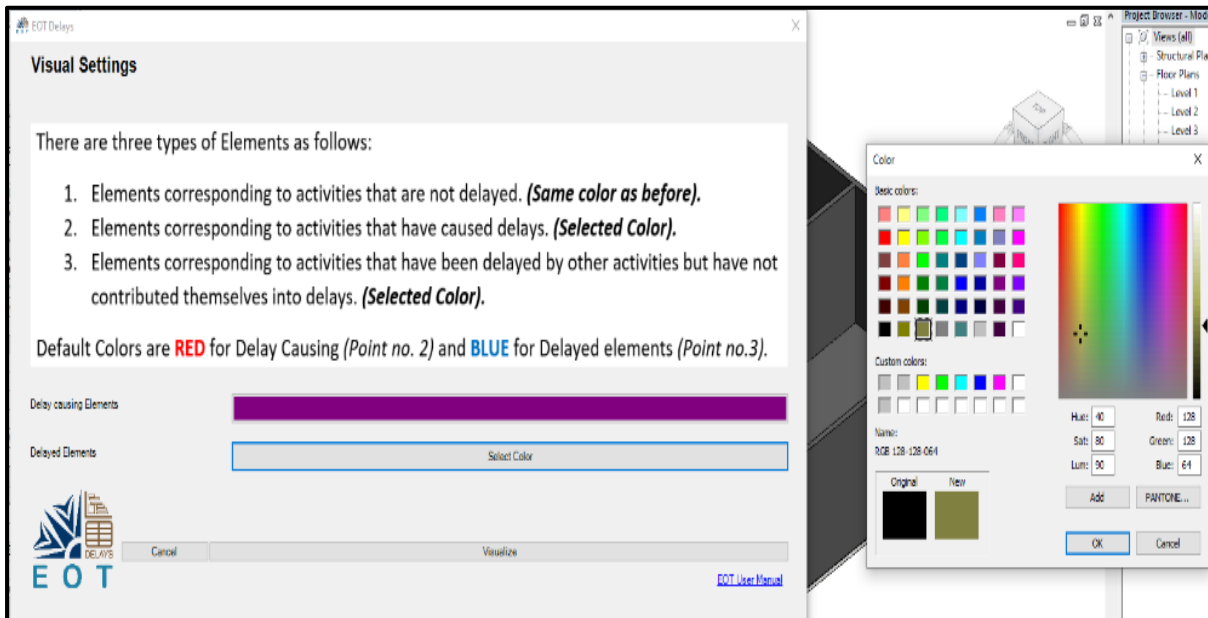 EOT Delays
Visual Settings
There are three types of Elements as follows:
1. Elements corresponding to activities that are not delayed. (Same color as before).
2. Elements corresponding to activities that have caused delays. (Selected Color).
3. Elements corresponding to activities that have been delayed by other activities but have not
contributed themselves into delays. (Selected Color).
Default Colors are RED for Delay Causing (Point no. 2) and BLUE for Delayed elements (Point no.3).
Delay causing Elements
Delayed Elements
Select Color
DELAYS
EOT
Cancel
Visualize
EOT User Manual
TOP
Project Browser - Mod
Views (all)
Structural Pla
Floor Plans
Level 1
Level 2
Level 3
Color
Basic colors:
Custom colors:
Name:
RGB 128-128-064
Original New
Hue: 40 Red: 128
Sat: 80 Green: 128
Lum: 90 Blue: 64
Add PANTONE...
OK Cancel